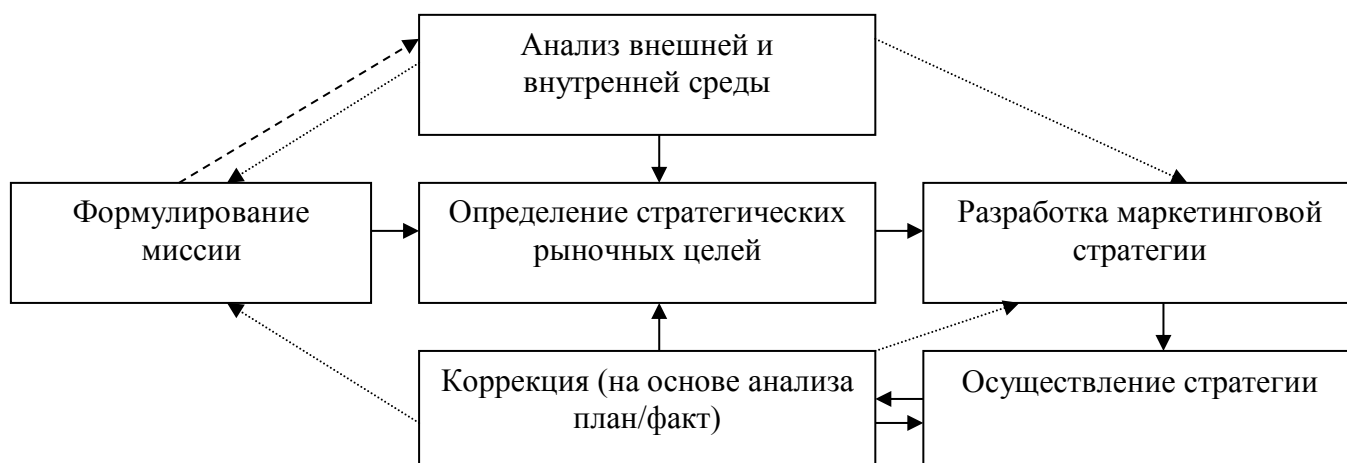 Анализ внешней и
внутренней среды
Формулирование
миссии
Определение стратегических
рыночных целей
Разработка маркетинговой
стратегии
Коррекция (на основе анализа
план/факт)
Осуществление стратегии